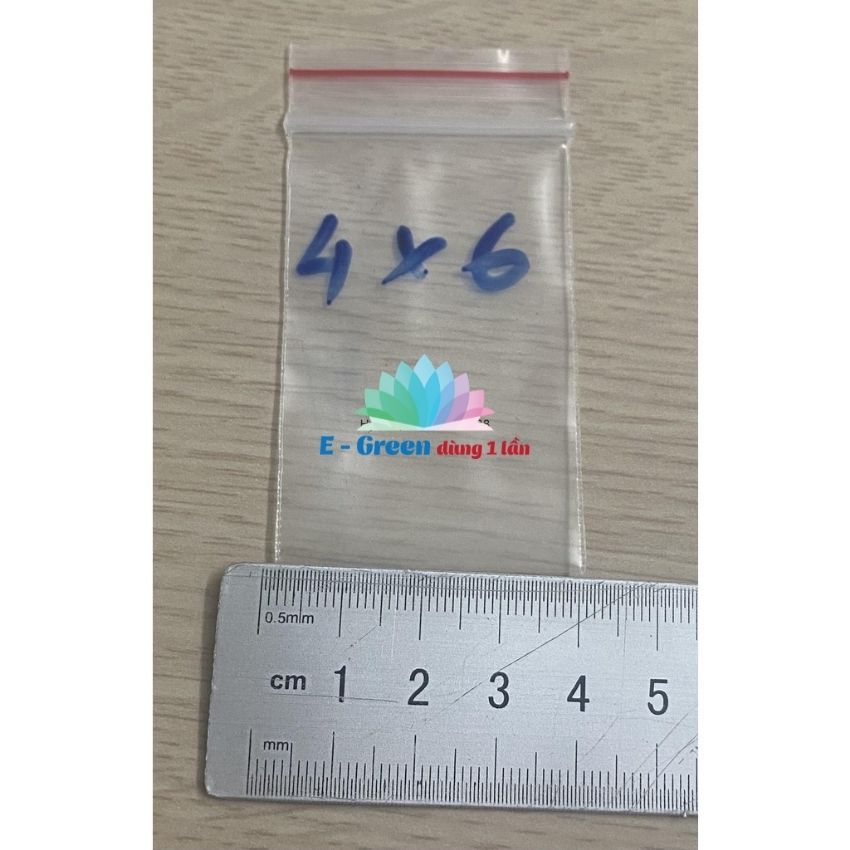 4 x 6
E - Green dùng 1 lần
0.5mm
cm 1 2 3 4 5
mm